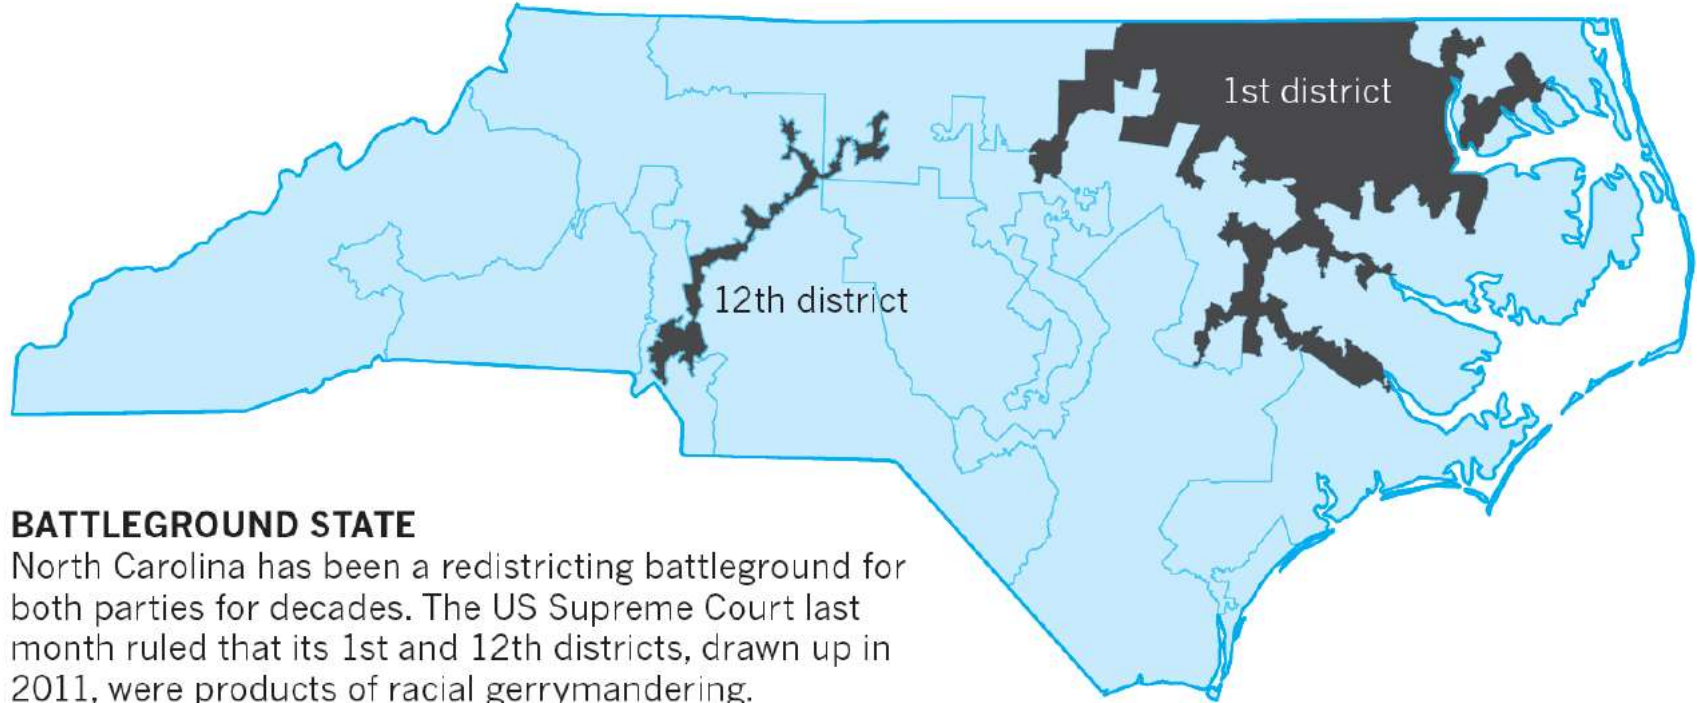 1st district
12th district
BATTLEGROUND STATE
North Carolina has been a redistricting battleground for
both parties for decades. The US Supreme Court last
month ruled that its 1st and 12th districts, drawn up in
2011, were products of racial gerrymandering.